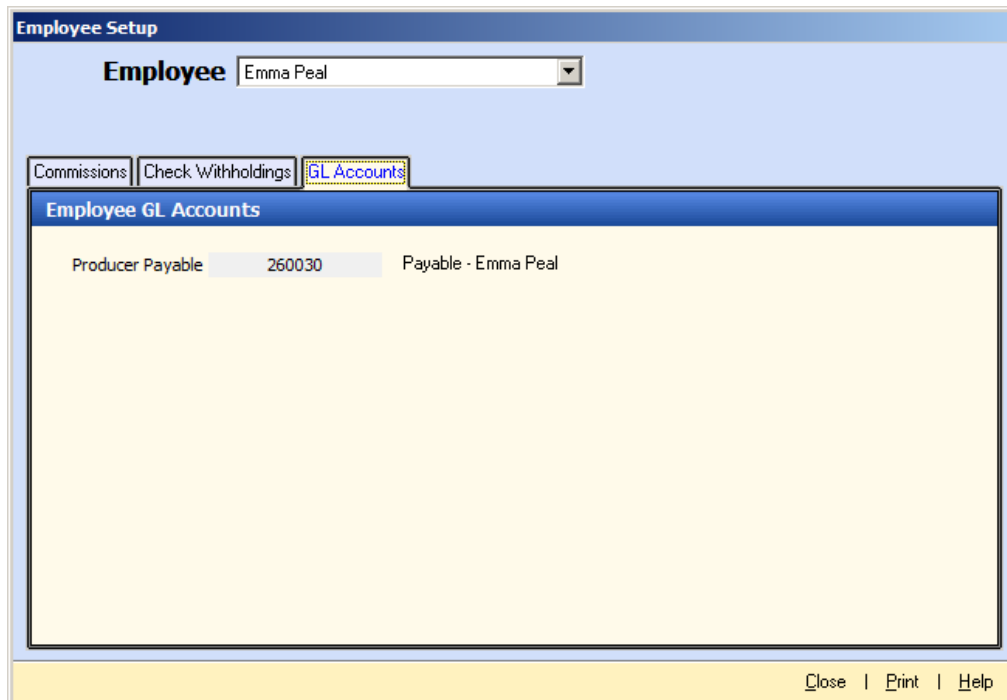 Employee Setup
Employee Emma Peal
Commissions Check Withholdings GL Accounts
Employee GL Accounts
Producer Payable 260030 Payable - Emma Peal
Close | Print | Help